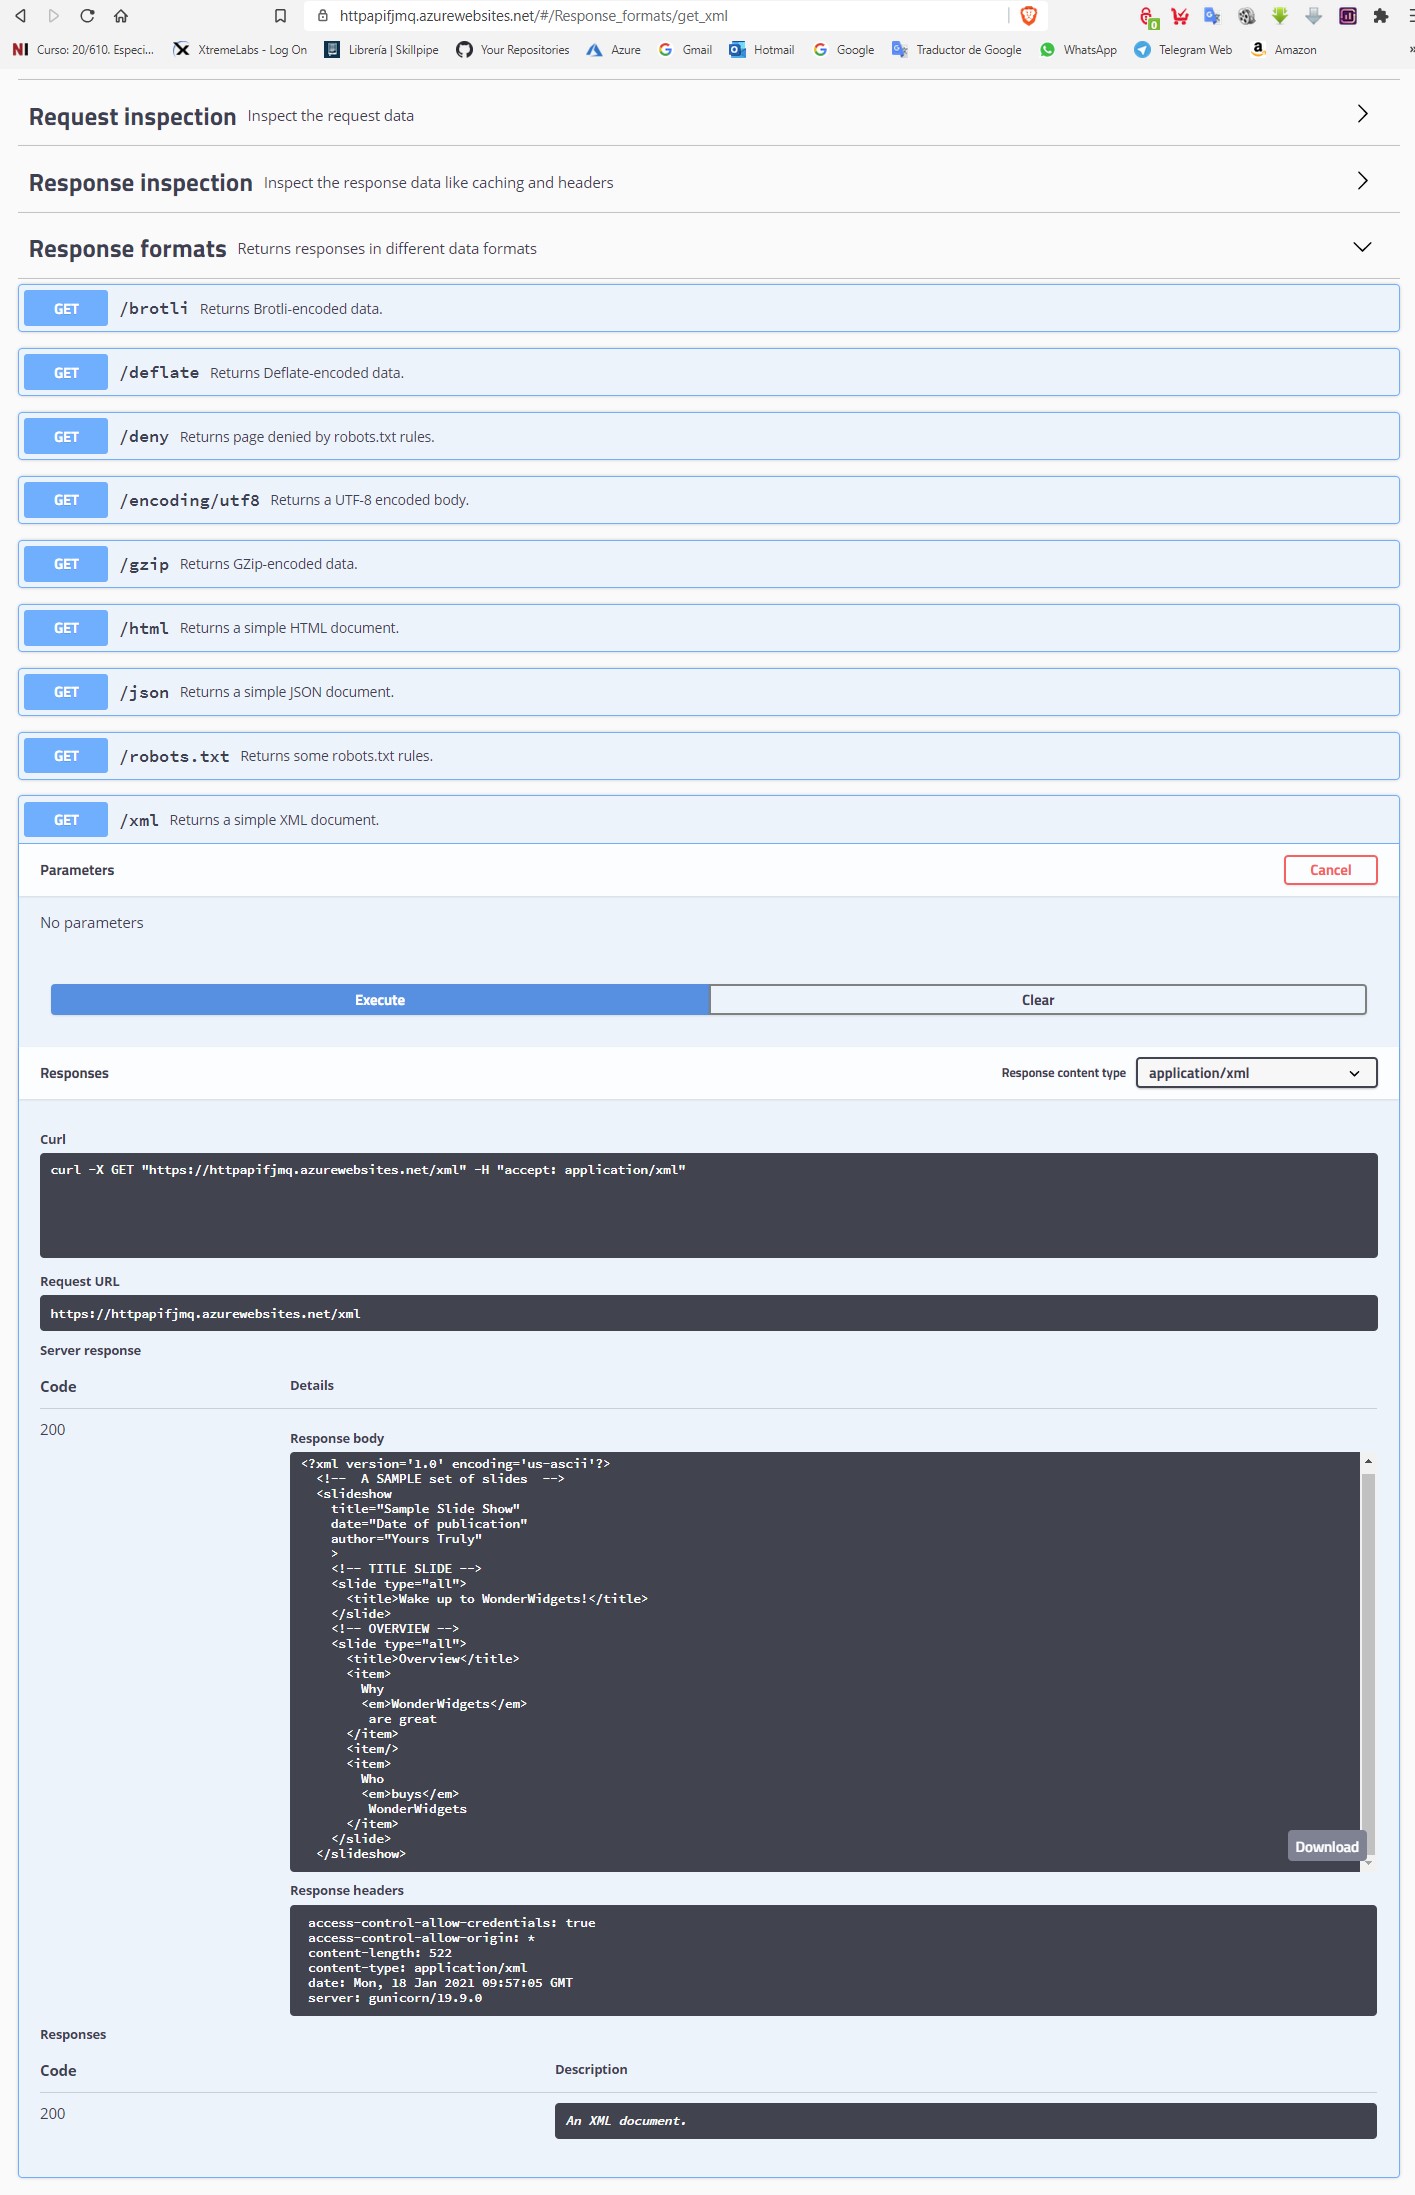 httpapifjmq.azurewebsites.net/#/Response_formats/get_xml
0
NI Curso: 20/610. Especi... XtremeLabs - Log On Librería | Skillpipe Your Repositories Azure Gmail Hotmail Google Traductor de Google WhatsApp Telegram Web Amazon »
Request inspection Inspect the request data
Response inspection Inspect the response data like caching and headers
Response formats Returns responses in different data formats
GET /brotli Returns Brotli-encoded data.
GET /deflate Returns Deflate-encoded data.
GET /deny Returns page denied by robots.txt rules.
GET /encoding/utf8 Returns a UTF-8 encoded body.
GET /gzip Returns GZip-encoded data.
GET /html Returns a simple HTML document.
GET /json Returns a simple JSON document.
GET /robots.txt Returns some robots.txt rules.
GET /xml Returns a simple XML document.
Parameters Cancel
No parameters
Execute Clear
Responses Response content type application/xml
Curl
curl -X GET "https://httpapifjmq.azurewebsites.net/xml" -H "accept: application/xml"
Request URL
https://httpapifjmq.azurewebsites.net/xml
Server response
Code Details
200
Response body
<?xml version='1.0' encoding='us-ascii'?>
<!--  A SAMPLE set of slides  -->
<slideshow
title="Sample Slide Show"
date="Date of publication"
author="Yours Truly"
>
<!-- TITLE SLIDE -->
<slide type="all">
<title>Wake up to WonderWidgets!</title>
</slide>
<!-- OVERVIEW -->
<slide type="all">
<title>Overview</title>
<item>
Why
<em>WonderWidgets</em>
are great
</item>
<item/>
<item>
Who
<em>buys</em>
WonderWidgets
</item>
</slide>
</slideshow>
Download
Response headers
access-control-allow-credentials: true
access-control-allow-origin: *
content-length: 522
content-type: application/xml
date: Mon, 18 Jan 2021 09:57:05 GMT
server: gunicorn/19.9.0
Responses
Code Description
200 An XML document.